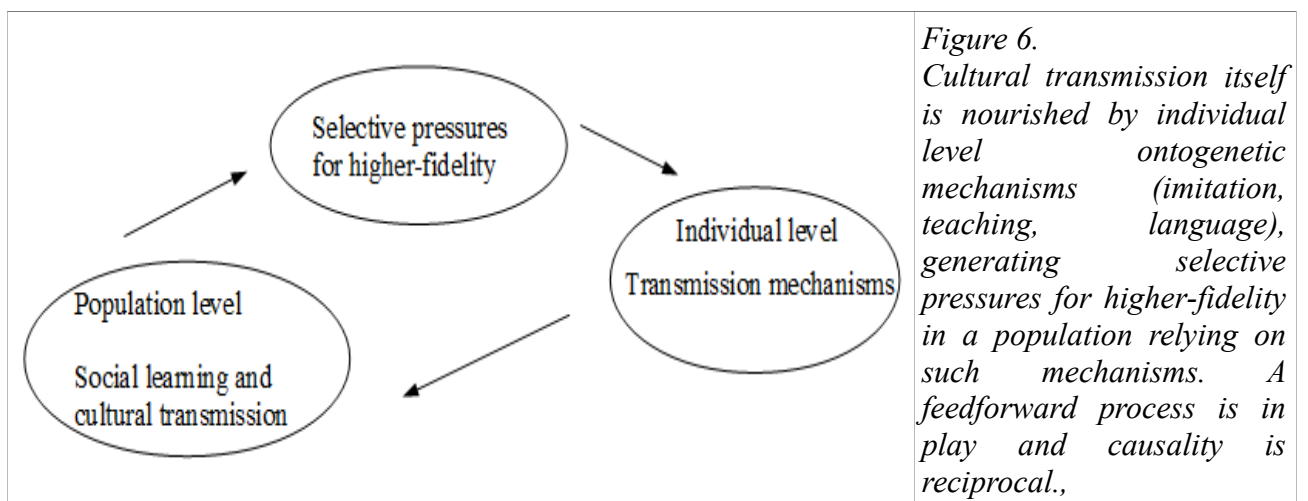 Selective pressures
for higher-fidelity
Individual level
Transmission mechanisms
Population level
Social learning and
cultural transmission
Figure 6.
Cultural transmission itself
is nourished by individual
level ontogenetic
mechanisms (imitation,
teaching, language),
generating selective
pressures for higher-fidelity
in a population relying on
such mechanisms. A
feedforward process is in
play and causality is
reciprocal.,